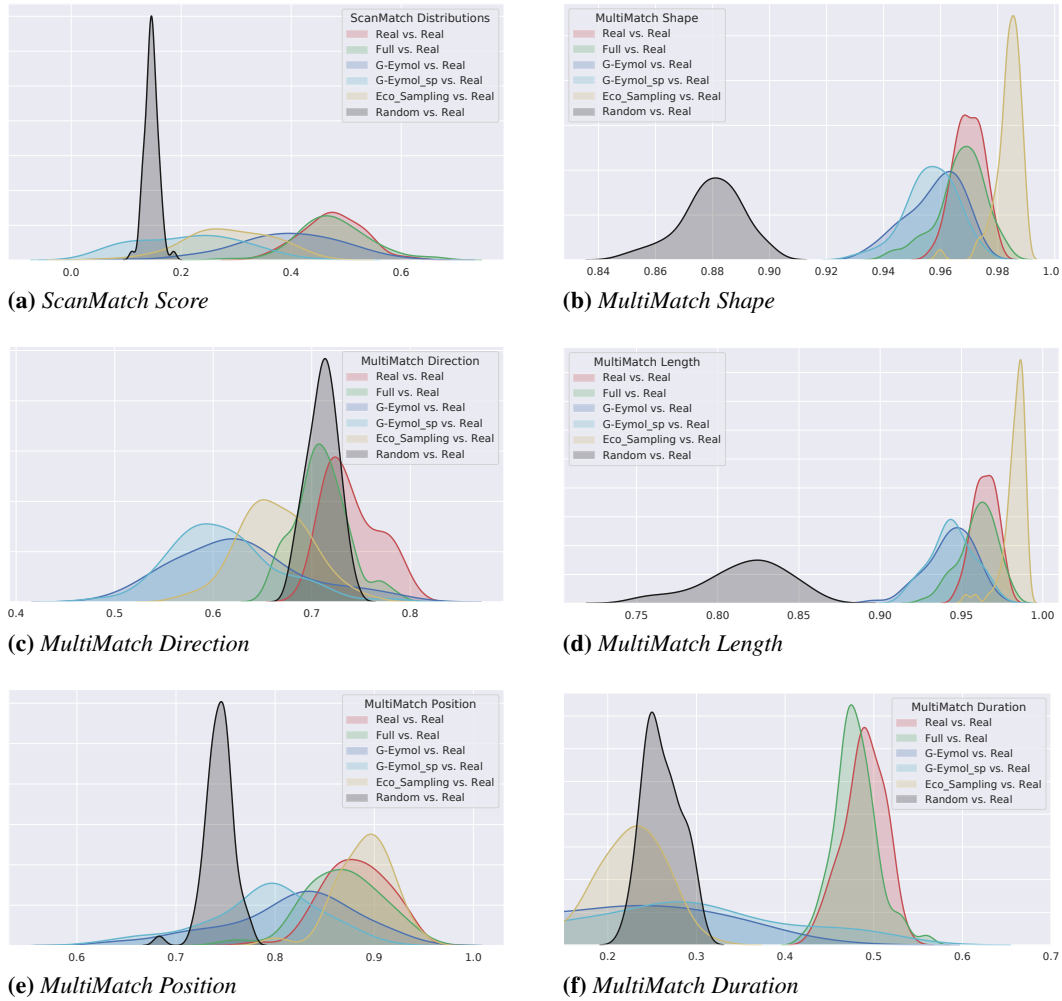 ScanMatch Distributions
Real vs. Real
Full vs. Real
G-Eymol vs. Real
G-Eymol_sp vs. Real
Eco_Sampling vs. Real
Random vs. Real
0.0 0.2 0.4 0.6
(a) ScanMatch Score
MultiMatch Shape
Real vs. Real
Full vs. Real
G-Eymol vs. Real
G-Eymol_sp vs. Real
Eco_Sampling vs. Real
Random vs. Real
0.84 0.86 0.88 0.90 0.92 0.94 0.96 0.98 1.0
(b) MultiMatch Shape
MultiMatch Direction
Real vs. Real
Full vs. Real
G-Eymol vs. Real
G-Eymol_sp vs. Real
Eco_Sampling vs. Real
Random vs. Real
0.4 0.5 0.6 0.7 0.8
(c) MultiMatch Direction
MultiMatch Length
Real vs. Real
Full vs. Real
G-Eymol vs. Real
G-Eymol_sp vs. Real
Eco_Sampling vs. Real
Random vs. Real
0.75 0.80 0.85 0.90 0.95 1.00
(d) MultiMatch Length
MultiMatch Position
Real vs. Real
Full vs. Real
G-Eymol vs. Real
G-Eymol_sp vs. Real
Eco_Sampling vs. Real
Random vs. Real
0.6 0.7 0.8 0.9 1.0
(e) MultiMatch Position
MultiMatch Duration
Real vs. Real
Full vs. Real
G-Eymol vs. Real
G-Eymol_sp vs. Real
Eco_Sampling vs. Real
Random vs. Real
0.2 0.3 0.4 0.5 0.6 0.7
(f) MultiMatch Duration